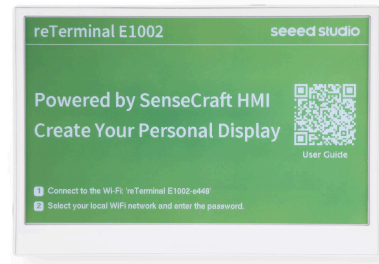 reTerminal E1002
seeed studio
Powered by SenseCraft HMI
Create Your Personal Display
User Guide
1 Connect to the Wi-Fi: 'reTerminal E1002-e448'
2 Select your local WiFi network and enter the password.